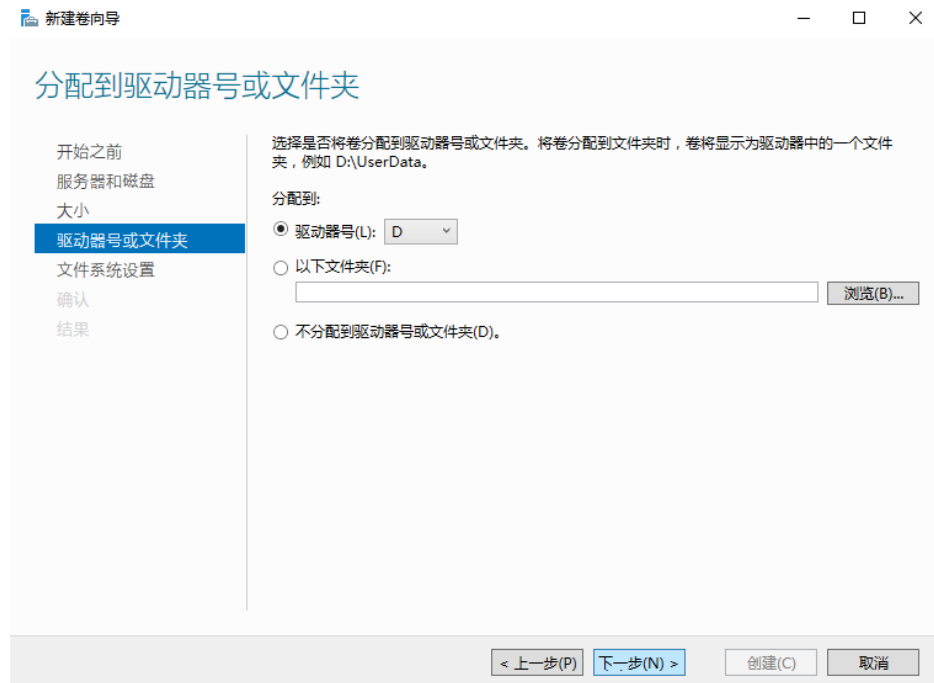 新建卷向导
分配到驱动器号或文件夹
开始之前
服务器和磁盘
大小
驱动器号或文件夹
文件系统设置
确认
结果
选择是否将卷分配到驱动器号或文件夹。将卷分配到文件夹时，卷将显示为驱动器中的一个文件
夹，例如 D:\UserData。
分配到:
驱动器号(L): D
以下文件夹(F):
浏览(B)...
不分配到驱动器号或文件夹(D)。
< 上一步(P) 下一步(N) > 创建(C) 取消